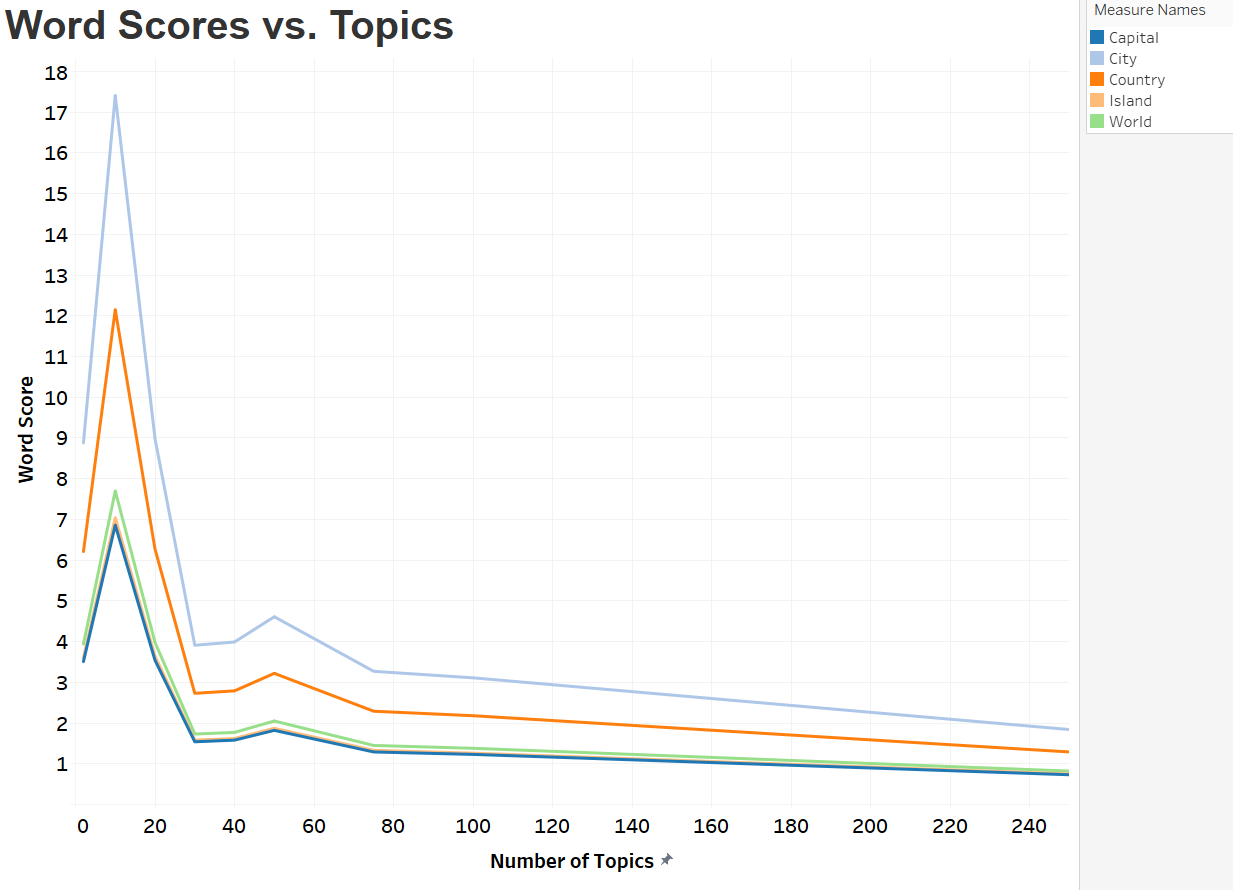 Word Scores vs. Topics
Measure Names
Capital
City
Country
Island
World
18
17
16
15
14
13
12
11
10
9
8
7
6
5
4
3
2
1
Word Score
0 20 40 60 80 100 120 140 160 180 200 220 240
Number of Topics